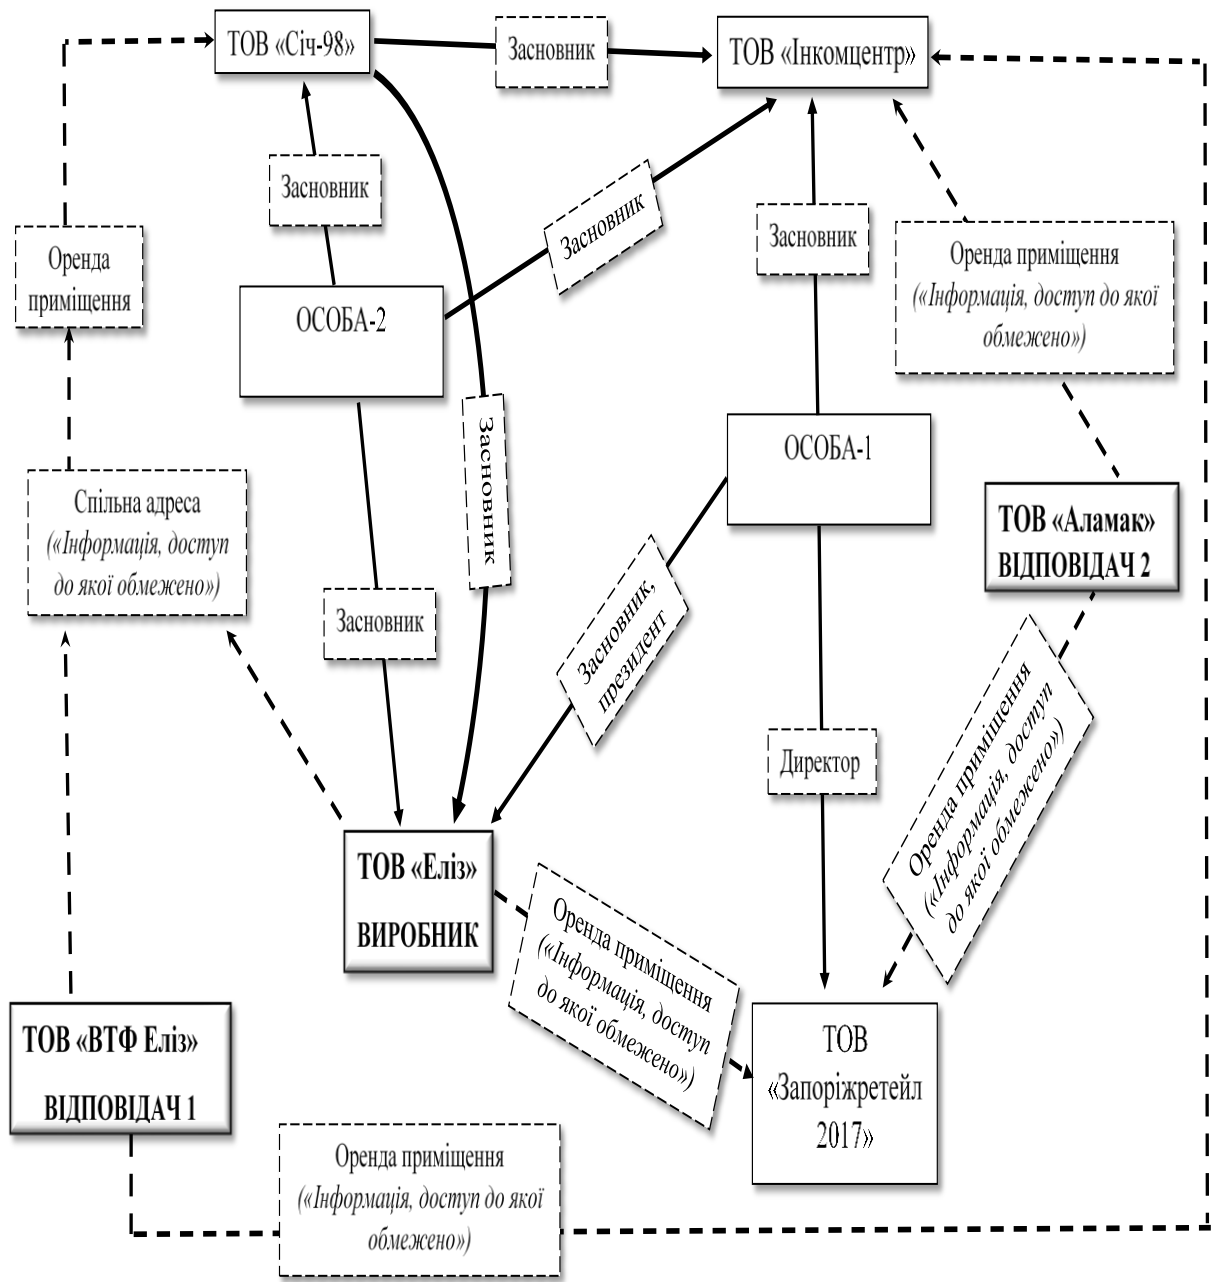 ТОВ «Січ-98»
Засновник
ТОВ «Інкомцентр»
Засновник
Засновник
Засновник
Оренда
приміщення
Оренда приміщення
(«Інформація, доступ до якої
обмежено»)
ОСОБА-2
Засновник
ОСОБА-1
Спільна адреса
(«Інформація, доступ
до якої обмежено»)
ТОВ «Аламак»
ВІДПОВІДАЧ 2
Засновник
Засновник,
президент
Директор
Оренда приміщення
(«Інформація, доступ
до якої обмежено»)
ТОВ «Еліз»
ВИРОБНИК
Оренда приміщення
(«Інформація, доступ
до якої обмежено»)
ТОВ «ВТФ Еліз»
ВІДПОВІДАЧ 1
ТОВ
«Запоріжретейл
2017»
Оренда приміщення
(«Інформація, доступ до якої
обмежено»)